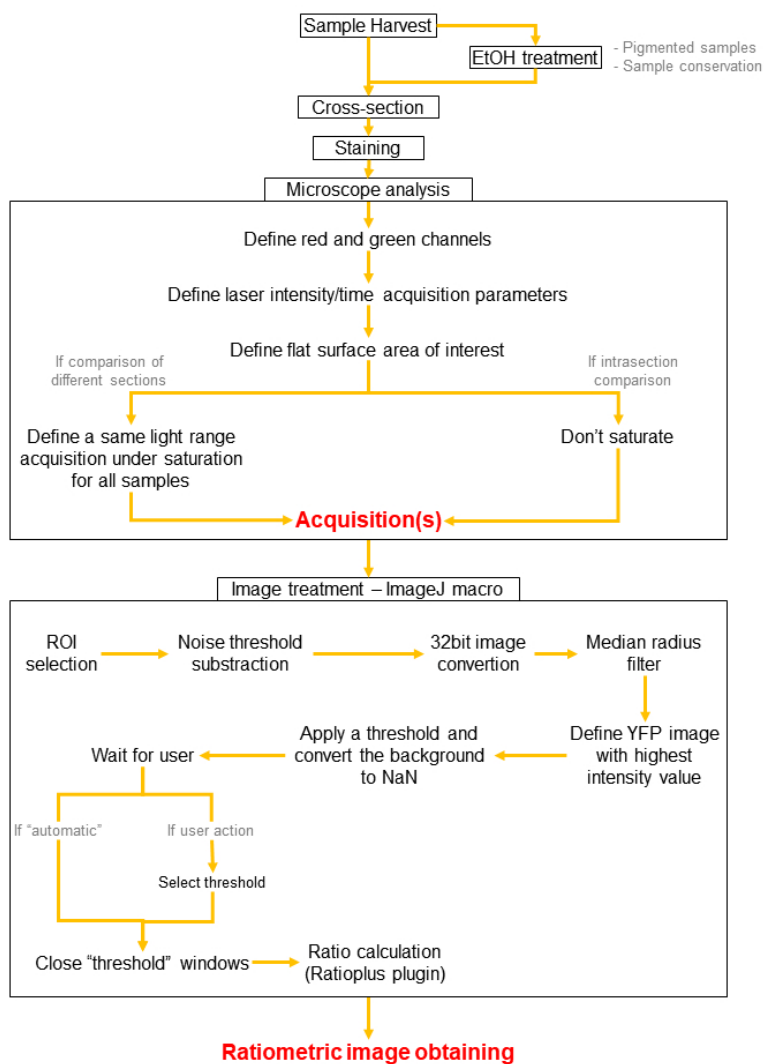 Sample Harvest
EtOH treatment
- Pigmented samples
- Sample conservation
Cross-section
Staining
Microscope analysis
Define red and green channels
Define laser intensity/time acquisition parameters
Define flat surface area of interest
If comparison of
different sections
If intrasection
comparison
Define a same light range
acquisition under saturation
for all samples
Don't saturate
Acquisition(s)
Image treatment – ImageJ macro
ROI
selection
Noise threshold
substraction
32bit image
convertion
Median radius
filter
Define YFP image
with highest
intensity value
Apply a threshold and
convert the background
to NaN
Wait for user
If "automatic"
If user action
Select threshold
Close "threshold" windows
Ratio calculation
(Ratioplus plugin)
Ratiometric image obtaining